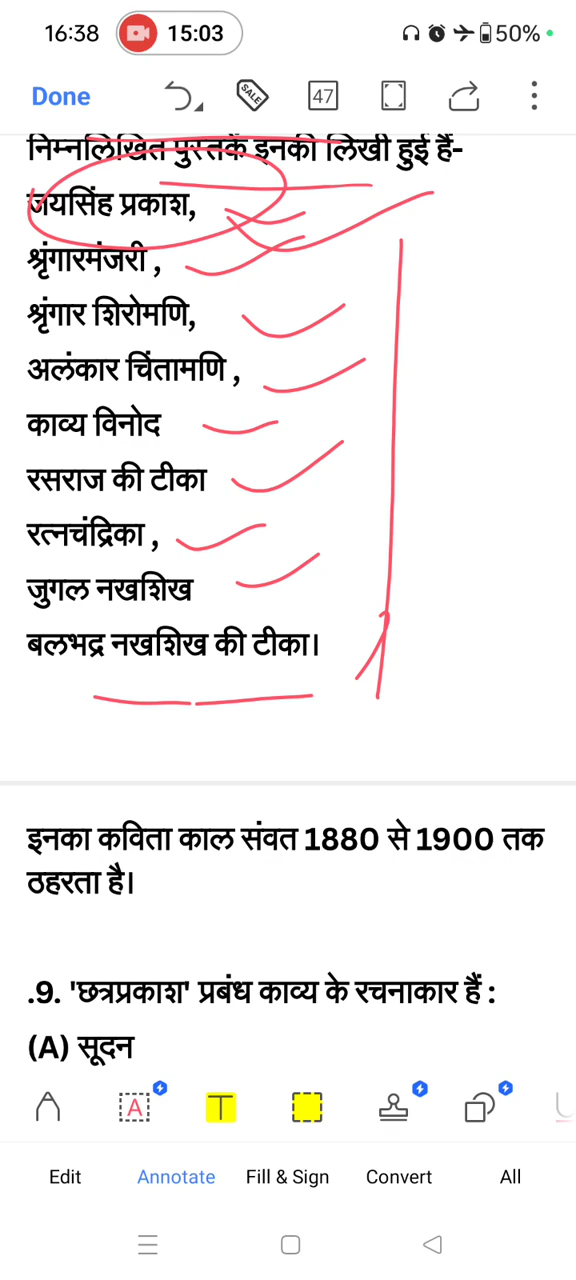 16:38 15:03 50%
Done SALE 47
निम्नलिखित पुस्तकें इनकी लिखी हुई हैं-
जयसिंह प्रकाश,
श्रृंगारमंजरी ,
श्रृंगार शिरोमणि,
अलंकार चिंतामणि ,
काव्य विनोद
रसराज की टीका
रत्नचंद्रिका ,
जुगल नखशिख
बलभद्र नखशिख की टीका।
इनका कविता काल संवत 1880 से 1900 तक
ठहरता है।
.9. 'छत्रप्रकाश' प्रबंध काव्य के रचनाकार हैं :
(A) सूदन
A T U
Edit Annotate Fill & Sign Convert All